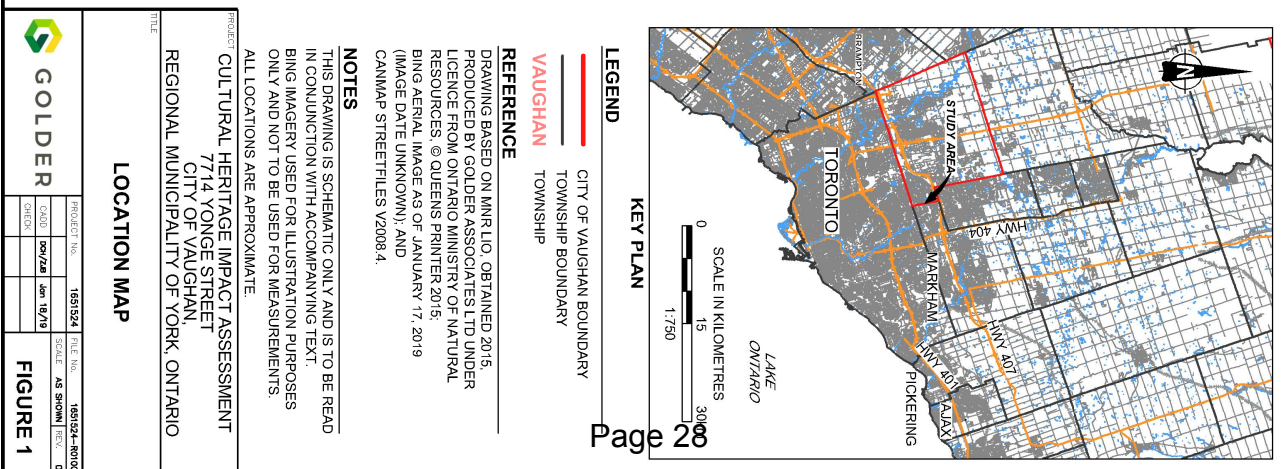 BRAMPTON
STUDY AREA
TORONTO
HWY 404
MARKHAM
HWY 407
HWY 401
PICKERING
AJAX
LAKE
ONTARIO
N
SCALE IN KILOMETRES
0 15 30
1:750
KEY PLAN
LEGEND
CITY OF VAUGHAN BOUNDARY
TOWNSHIP BOUNDARY
VAUGHAN TOWNSHIP
REFERENCE
DRAWING BASED ON MNR LIO, OBTAINED 2015,
PRODUCED BY GOLDER ASSOCIATES LTD UNDER
LICENCE FROM ONTARIO MINISTRY OF NATURAL
RESOURCES, © QUEENS PRINTER 2015;
BING AERIAL IMAGE AS OF JANUARY 17, 2019
(IMAGE DATE UNKNOWN); AND
CANMAP STREETFILES V2008.4.
NOTES
THIS DRAWING IS SCHEMATIC ONLY AND IS TO BE READ
IN CONJUNCTION WITH ACCOMPANYING TEXT.
BING IMAGERY USED FOR ILLUSTRATION PURPOSES
ONLY AND NOT TO BE USED FOR MEASUREMENTS.
ALL LOCATIONS ARE APPROXIMATE.
PROJECT
CULTURAL HERITAGE IMPACT ASSESSMENT
7714 YONGE STREET
CITY OF VAUGHAN,
REGIONAL MUNICIPALITY OF YORK, ONTARIO
TITLE
LOCATION MAP
GOLDER
PROJECT No. 1651524 FILE No. 1651524-R010
CADD DDH/ZJB Jan 18/19 SCALE AS SHOWN REV.
CHECK
FIGURE 1
Page 28